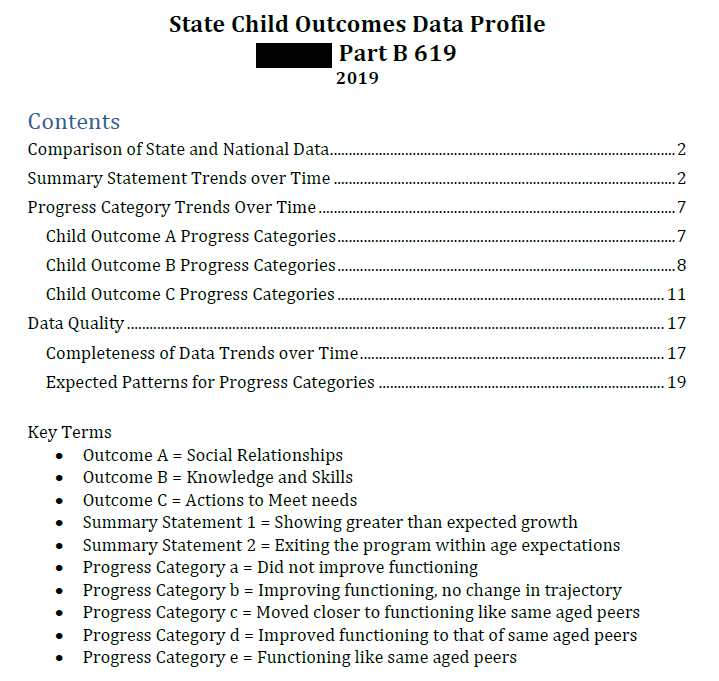 State Child Outcomes Data Profile
Part B 619
2019
Contents
Comparison of State and National Data.......................................................................................................2
Summary Statement Trends over Time.......................................................................................................2
Progress Category Trends Over Time.......................................................................................................7
Child Outcome A Progress Categories.......................................................................................................7
Child Outcome B Progress Categories.......................................................................................................8
Child Outcome C Progress Categories.......................................................................................................11
Data Quality.......................................................................................................17
Completeness of Data Trends over Time.......................................................................................................17
Expected Patterns for Progress Categories.......................................................................................................19
Key Terms
• Outcome A = Social Relationships
• Outcome B = Knowledge and Skills
• Outcome C = Actions to Meet needs
• Summary Statement 1 = Showing greater than expected growth
• Summary Statement 2 = Exiting the program within age expectations
• Progress Category a = Did not improve functioning
• Progress Category b = Improving functioning, no change in trajectory
• Progress Category c = Moved closer to functioning like same aged peers
• Progress Category d = Improved functioning to that of same aged peers
• Progress Category e = Functioning like same aged peers